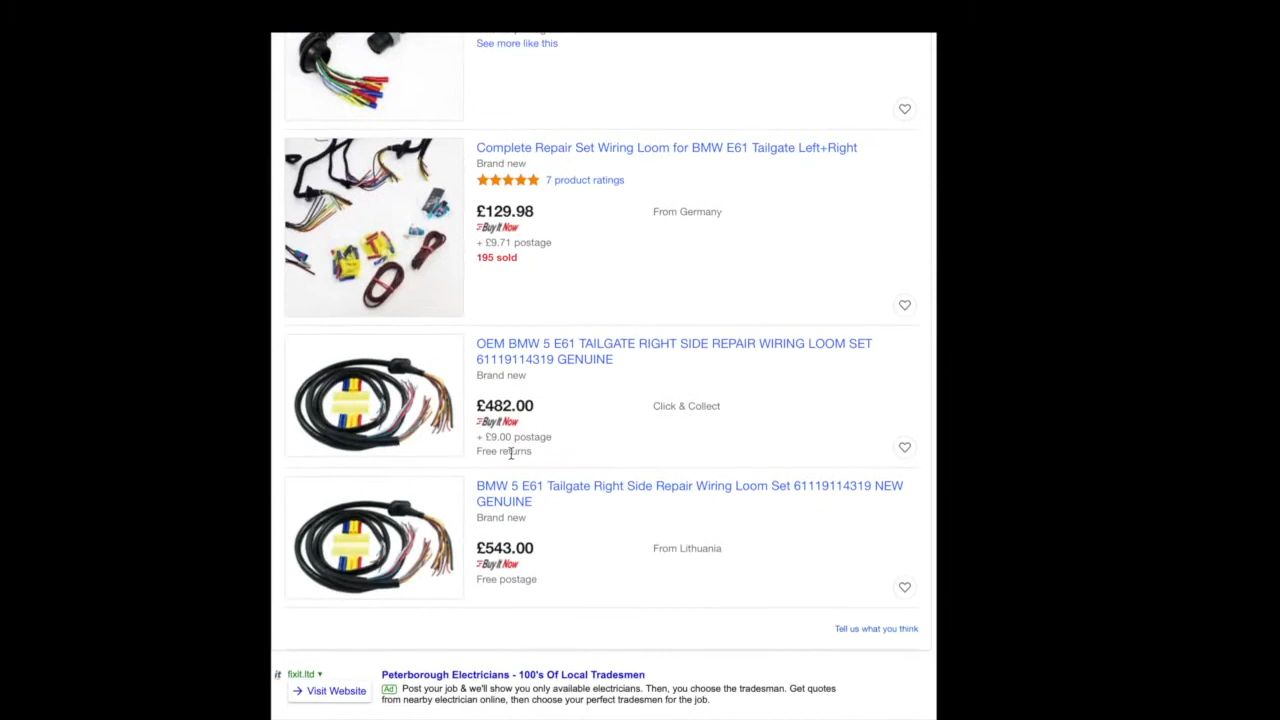 See more like this
Complete Repair Set Wiring Loom for BMW E61 Tailgate Left+Right
Brand new
7 product ratings
£129.98
From Germany
Buy It Now
+ £9.71 postage
195 sold
OEM BMW 5 E61 TAILGATE RIGHT SIDE REPAIR WIRING LOOM SET
61119114319 GENUINE
Brand new
£482.00
Click & Collect
Buy It Now
+ £9.00 postage
Free returns
BMW 5 E61 Tailgate Right Side Repair Wiring Loom Set 61119114319 NEW
GENUINE
Brand new
£543.00
From Lithuania
Buy It Now
Free postage
Tell us what you think
it fixit.ltd
Peterborough Electricians - 100's Of Local Tradesmen
→ Visit Website
Ad Post your job & we'll show you only available electricians. Then, you choose the tradesman. Get quotes
from nearby electrician online, then choose your perfect tradesmen for the job.